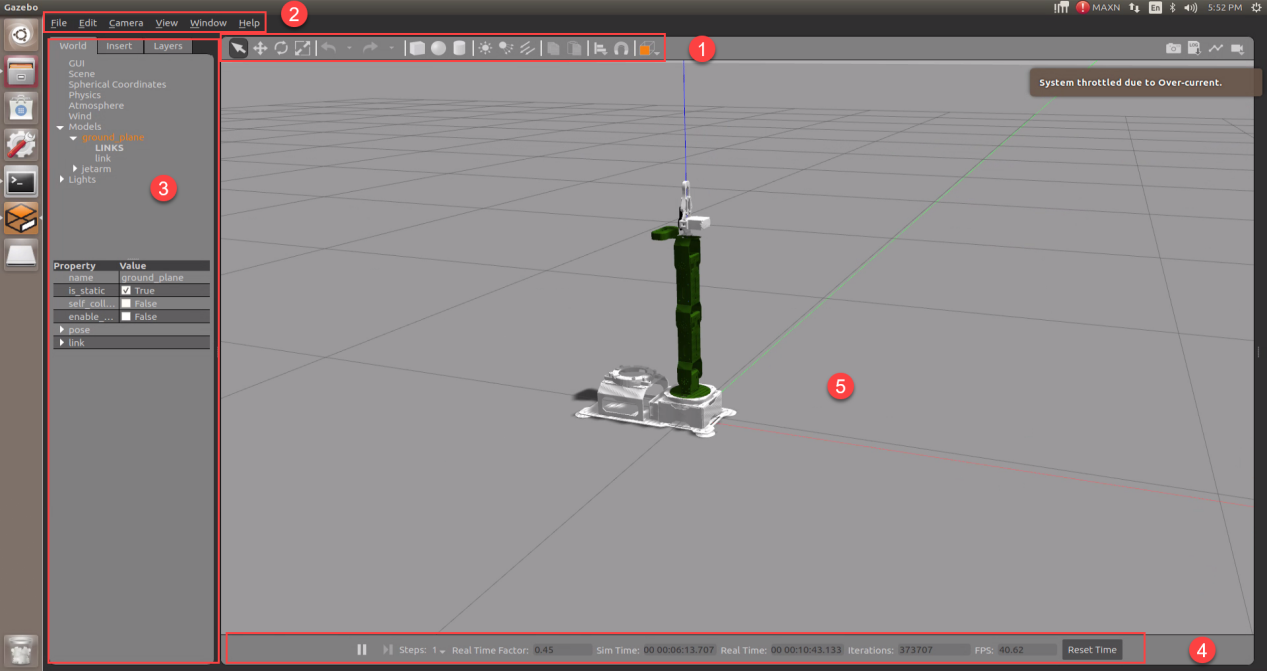 Gazebo
MAXN En 5:52 PM
File Edit Camera View Window Help
2
World Insert Layers
1
GUI
Scene
Spherical Coordinates
Physics
Atmosphere
Wind
Models
ground_plane
LINKS
link
jetarm
Lights
3
System throttled due to Over-current.
Property Value
name ground_plane
is_static True
self_coll... False
enable_... False
pose
link
5
Steps: 1 Real Time Factor: 0.45 Sim Time: 00 00:06:13.707 Real Time: 00 00:10:43.133 Iterations: 373707 FPS: 40.62 Reset Time
4